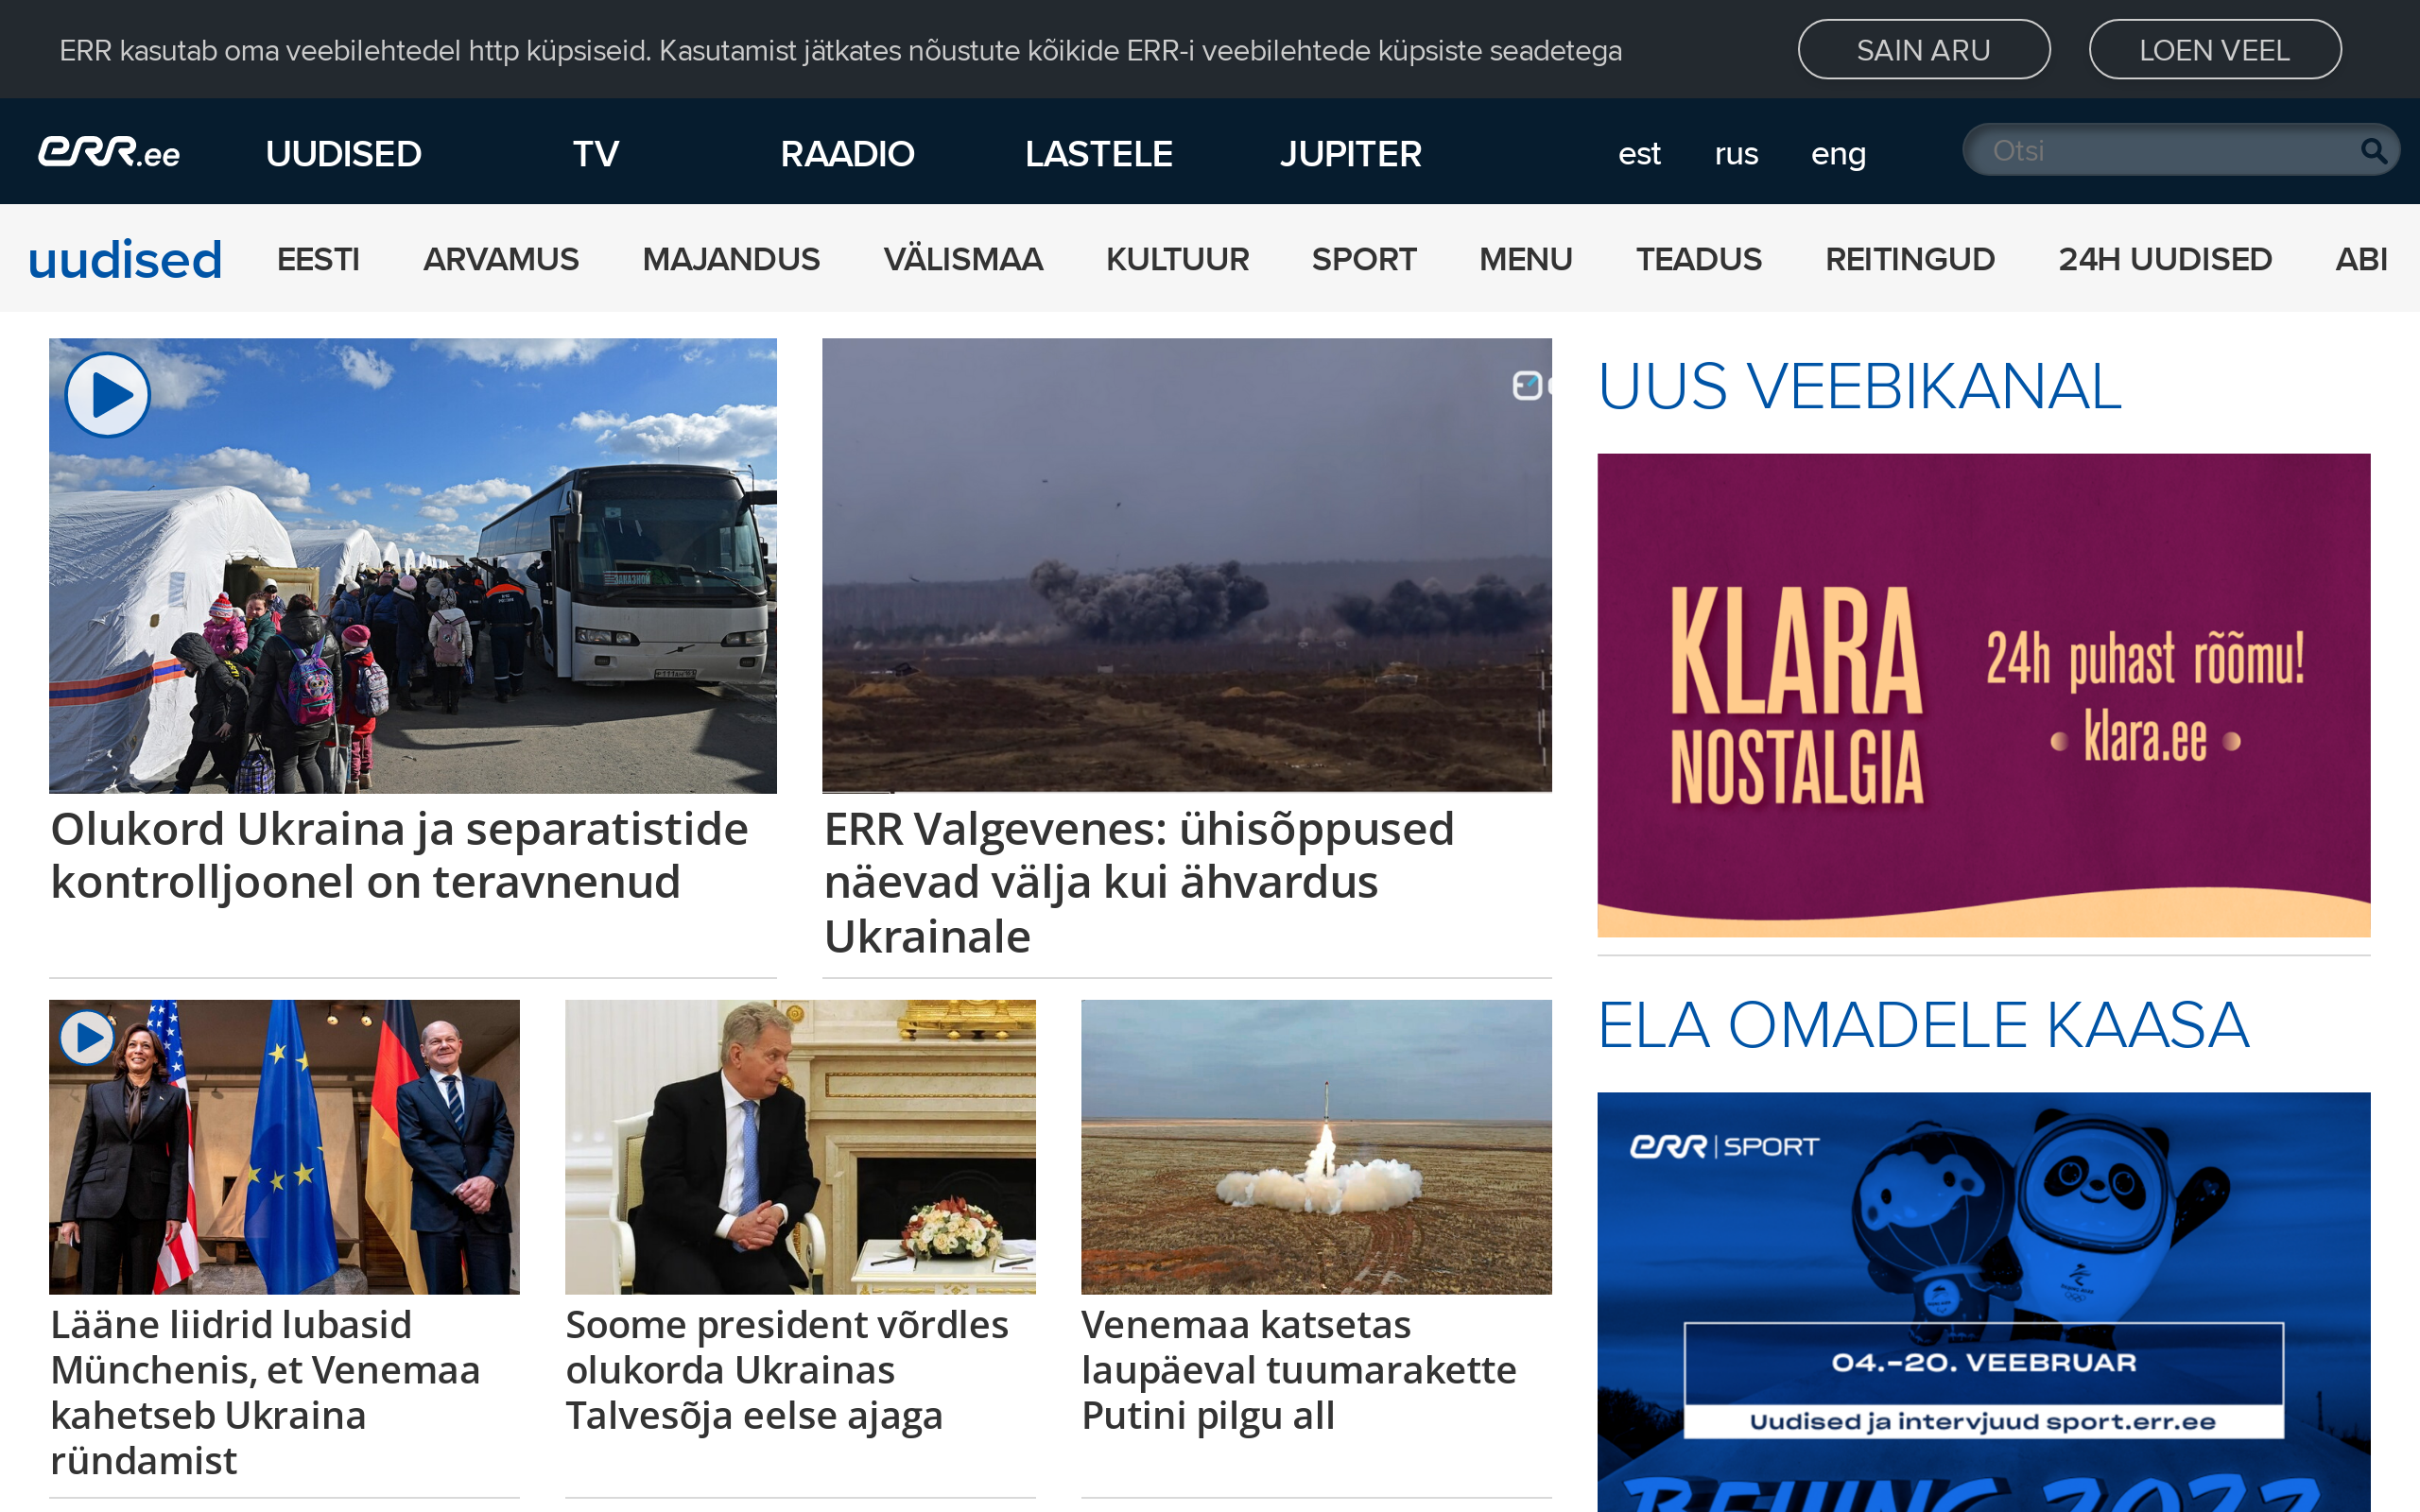 ERR kasutab oma veebilehtedel http küpsiseid. Kasutamist jätkates nõustute kõikide ERR-i veebilehtede küpsiste seadetega
SAIN ARU
LOEN VEEL
err.ee
UUDISED
TV
RAADIO
LASTELE
JUPITER
est
rus
eng
Otsi
uudised
EESTI
ARVAMUS
MAJANDUS
VÄLISMAA
KULTUUR
SPORT
MENU
TEADUS
REITINGUD
24H UUDISED
ABI
Olukord Ukraina ja separatistide
kontrolljoonel on teravnenud
ERR Valgevenes: ühisõppused
näevad välja kui ähvardus
Ukrainale
UUS VEEBIKANAL
KLARA
NOSTALGIA
24h puhast rõõmu!
• klara.ee •
Lääne liidrid lubasid
Münchenis, et Venemaa
kahetseb Ukraina
ründamist
Soome president võrdles
olukorda Ukrainas
Talvesõja eelse ajaga
Venemaa katsetas
laupäeval tuumarakette
Putini pilgu all
ELA OMADELE KAASA
err | SPORT
04.-20. VEEBRUAR
Uudised ja intervjuud sport.err.ee
BEIJING 2022